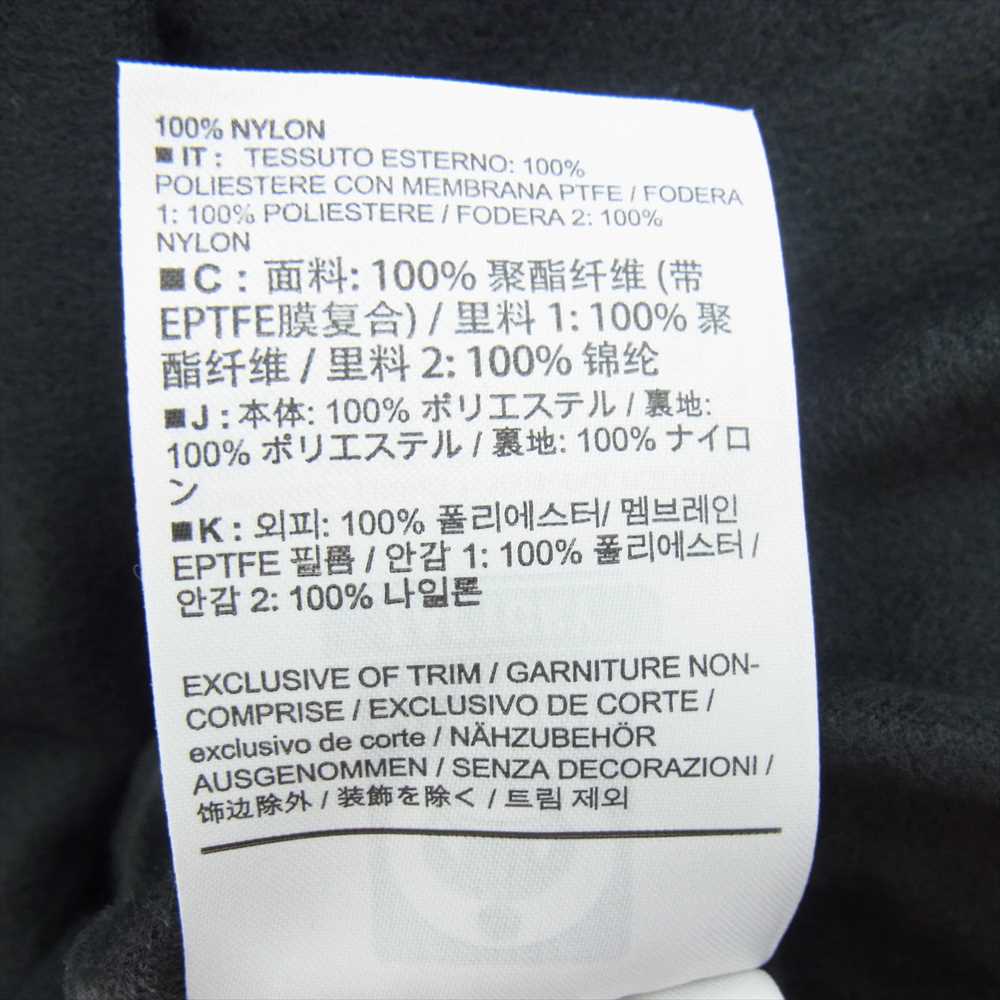 100% NYLON
■ IT : TESSUTO ESTERNO: 100%
POLIESTERE CON MEMBRANA PTFE / FODERA
1: 100% POLIESTERE / FODERA 2: 100%
NYLON
■ C : 面料: 100% 聚酯纤维 (带
EPTFE膜复合) / 里料 1: 100% 聚
酯纤维 / 里料 2: 100% 锦纶
■ J : 本体: 100% ポリエステル / 裏地:
100% ポリエステル / 裏地: 100% ナイロ
ン
■ K : 외피: 100% 폴리에스터/ 멤브레인
EPTFE 필름 / 안감 1: 100% 폴리에스터 /
안감 2: 100% 나일론
EXCLUSIVE OF TRIM / GARNITURE NON-
COMPRISE / EXCLUSIVO DE CORTE /
exclusivo de corte / NÄHZUBEHÖR
AUSGENOMMEN / SENZA DECORAZIONI /
饰边除外 / 装飾を除く / 트림 제외